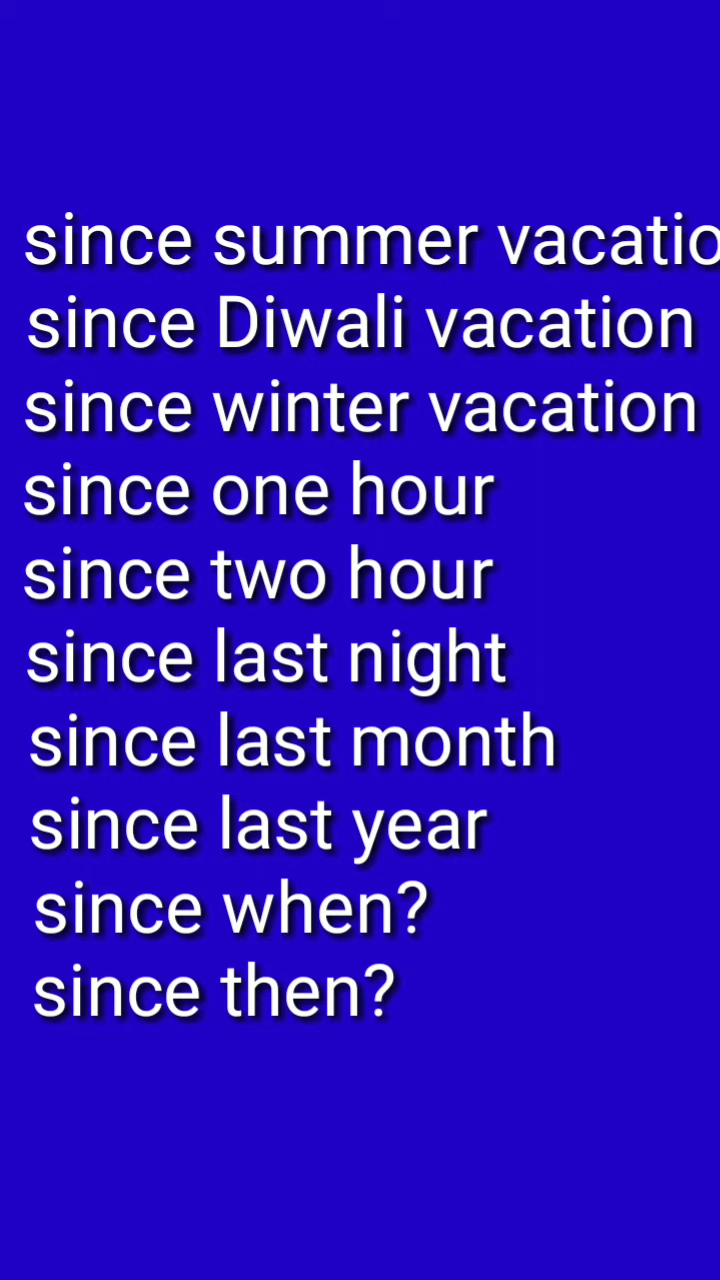 since summer vacatio
since Diwali vacation
since winter vacation
since one hour
since two hour
since last night
since last month
since last year
since when?
since then?